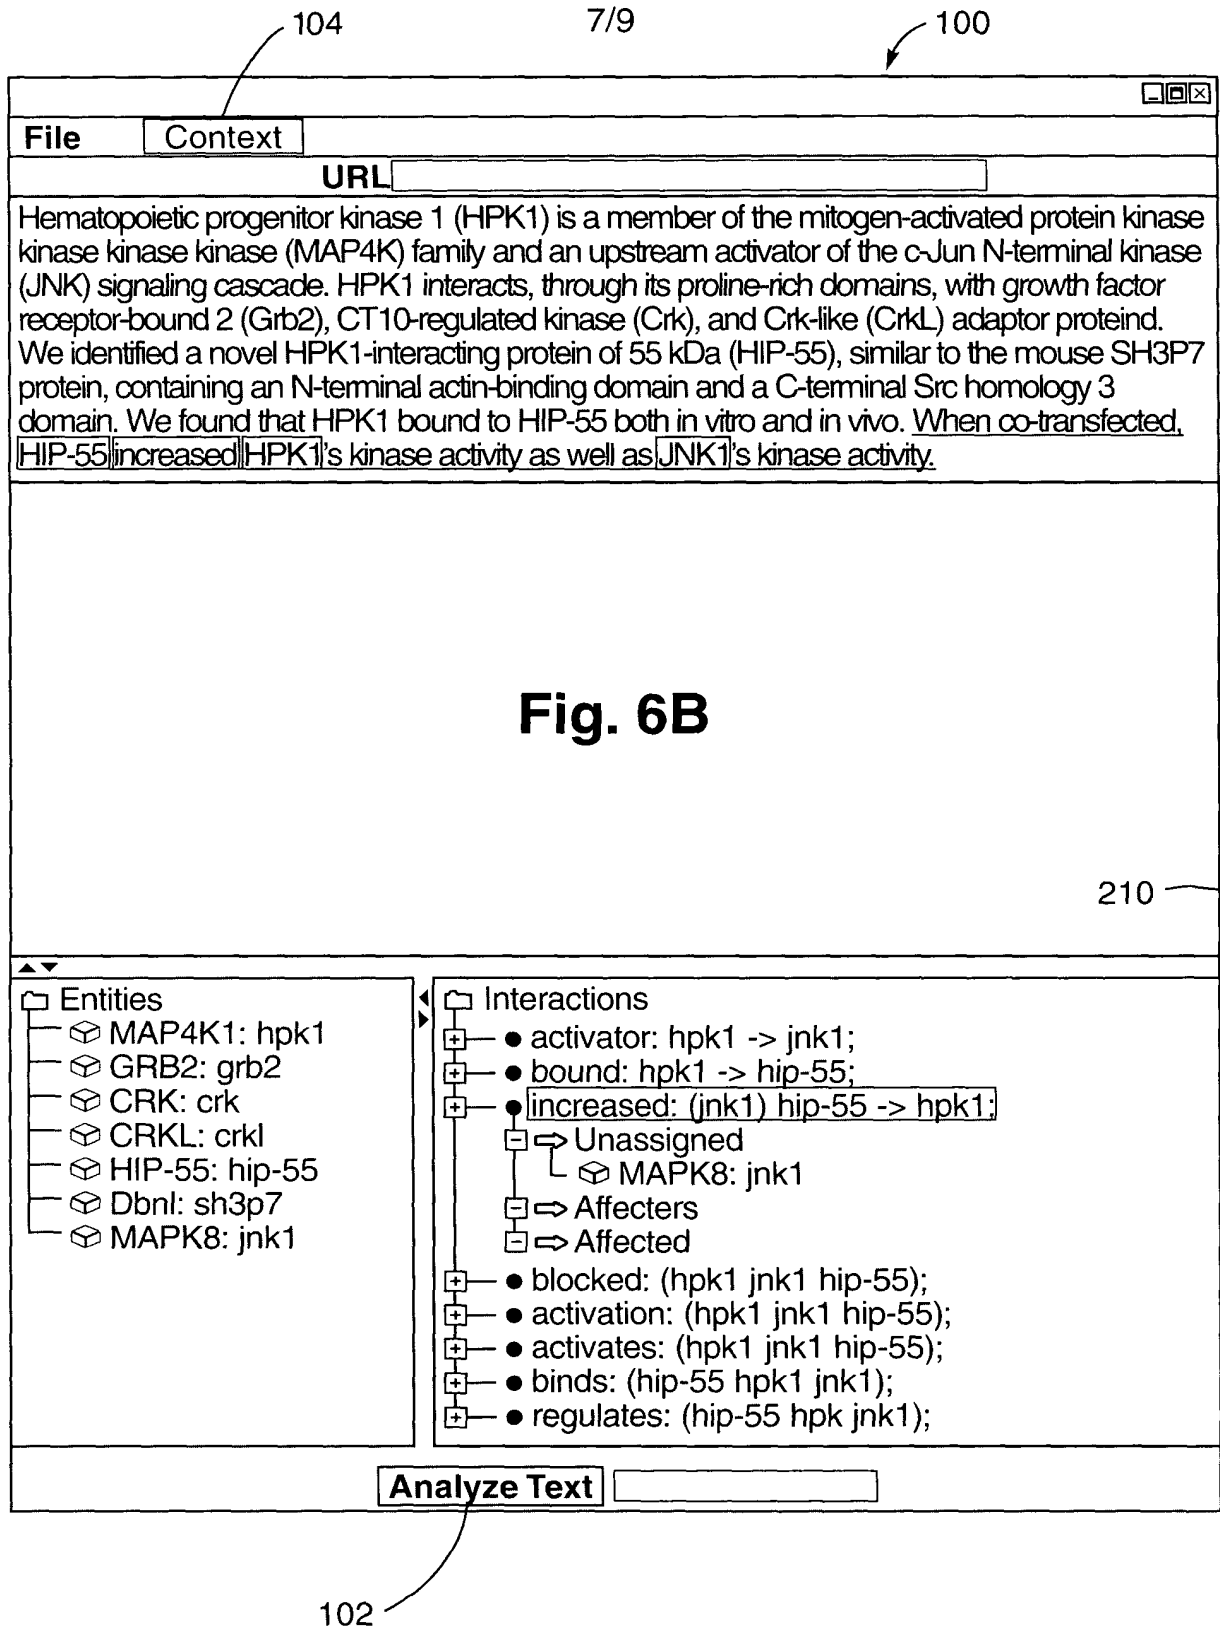 104
7/9
100
File
Context
URL
Hematopoietic progenitor kinase 1 (HPK1) is a member of the mitogen-activated protein kinase
kinase kinase kinase (MAP4K) family and an upstream activator of the c-Jun N-terminal kinase
(JNK) signaling cascade. HPK1 interacts, through its proline-rich domains, with growth factor
receptor-bound 2 (Grb2), CT10-regulated kinase (Crk), and Crk-like (CrkL) adaptor proteind.
We identified a novel HPK1-interacting protein of 55 kDa (HIP-55), similar to the mouse SH3P7
protein, containing an N-terminal actin-binding domain and a C-terminal Src homology 3
domain. We found that HPK1 bound to HIP-55 both in vitro and in vivo. When co-transfected,
HIP-55 increased HPK1's kinase activity as well as JNK1's kinase activity.
Fig. 6B
210
Entities
MAP4K1: hpk1
GRB2: grb2
CRK: crk
CRKL: crkl
HIP-55: hip-55
Dbnl: sh3p7
MAPK8: jnk1
Interactions
activator: hpk1 -> jnk1;
bound: hpk1 -> hip-55;
increased: (jnk1) hip-55 -> hpk1;
Unassigned
MAPK8: jnk1
Affecters
Affected
blocked: (hpk1 jnk1 hip-55);
activation: (hpk1 jnk1 hip-55);
activates: (hpk1 jnk1 hip-55);
binds: (hip-55 hpk1 jnk1);
regulates: (hip-55 hpk jnk1);
Analyze Text
102